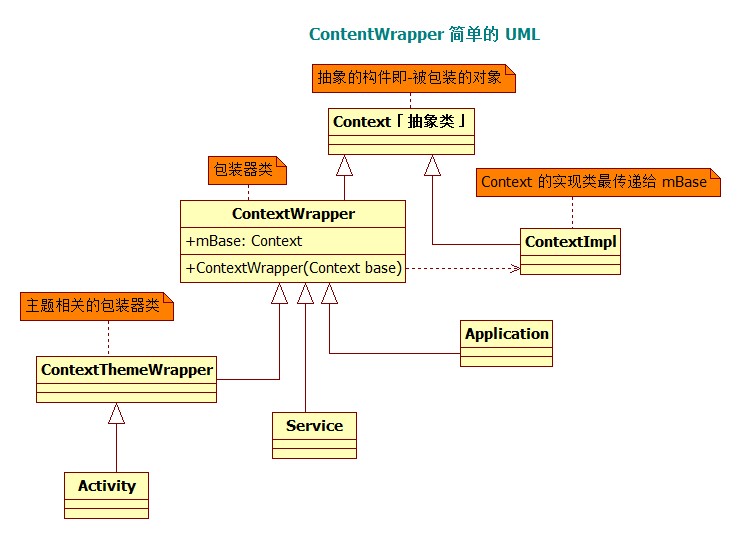 ContentWrapper 简单的 UML
抽象的构件即-被包装的对象
Context「抽象类」
包装器类
Context 的实现类最传递给 mBase
ContextWrapper
+mBase: Context
+ContextWrapper(Context base)
ContextImpl
主题相关的包装器类
Application
ContextThemeWrapper
Service
Activity